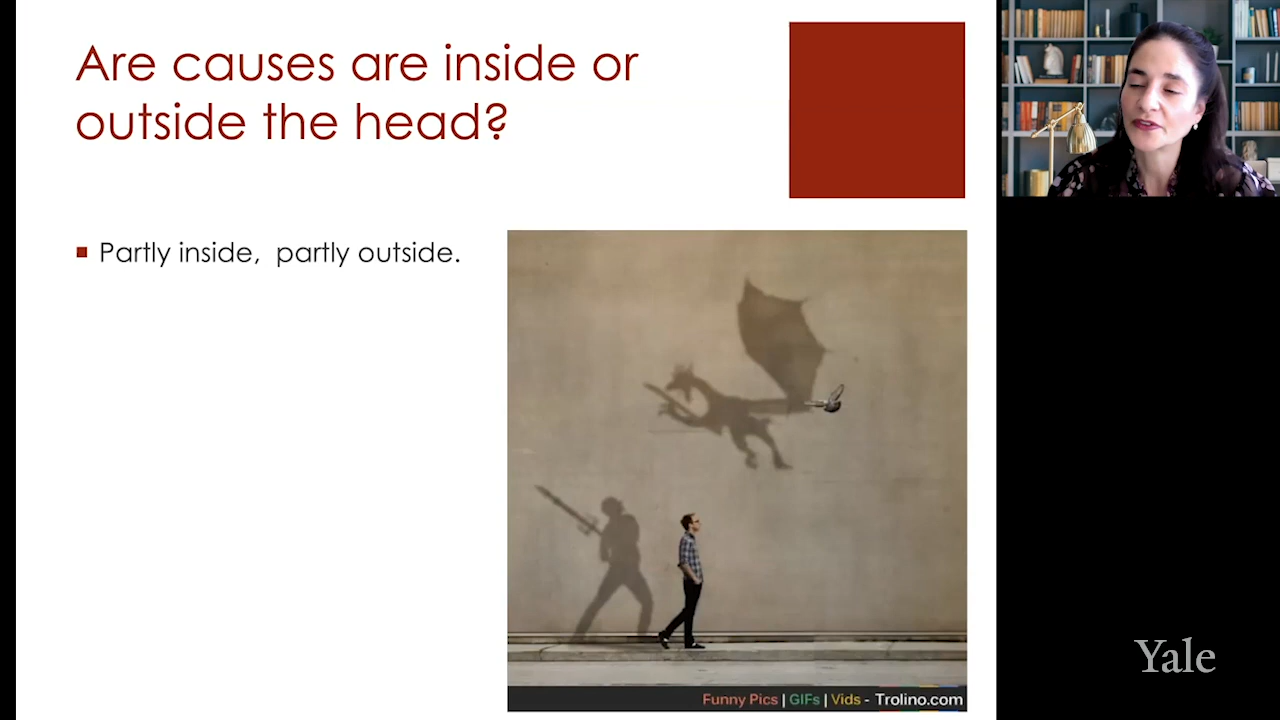 Are causes are inside or
outside the head?
Partly inside, partly outside.
Funny Pics | GIFs | Vids - Trolino.com
Yale